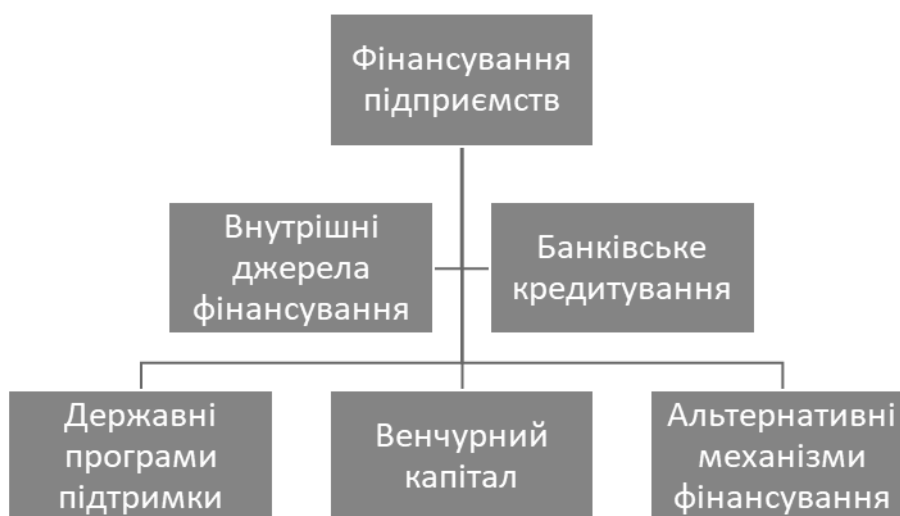 Фінансування
підприємств
Внутрішні
джерела
фінансування
Банківське
кредитування
Державні
програми
підтримки
Венчурний
капітал
Альтернативні
механізми
фінансування